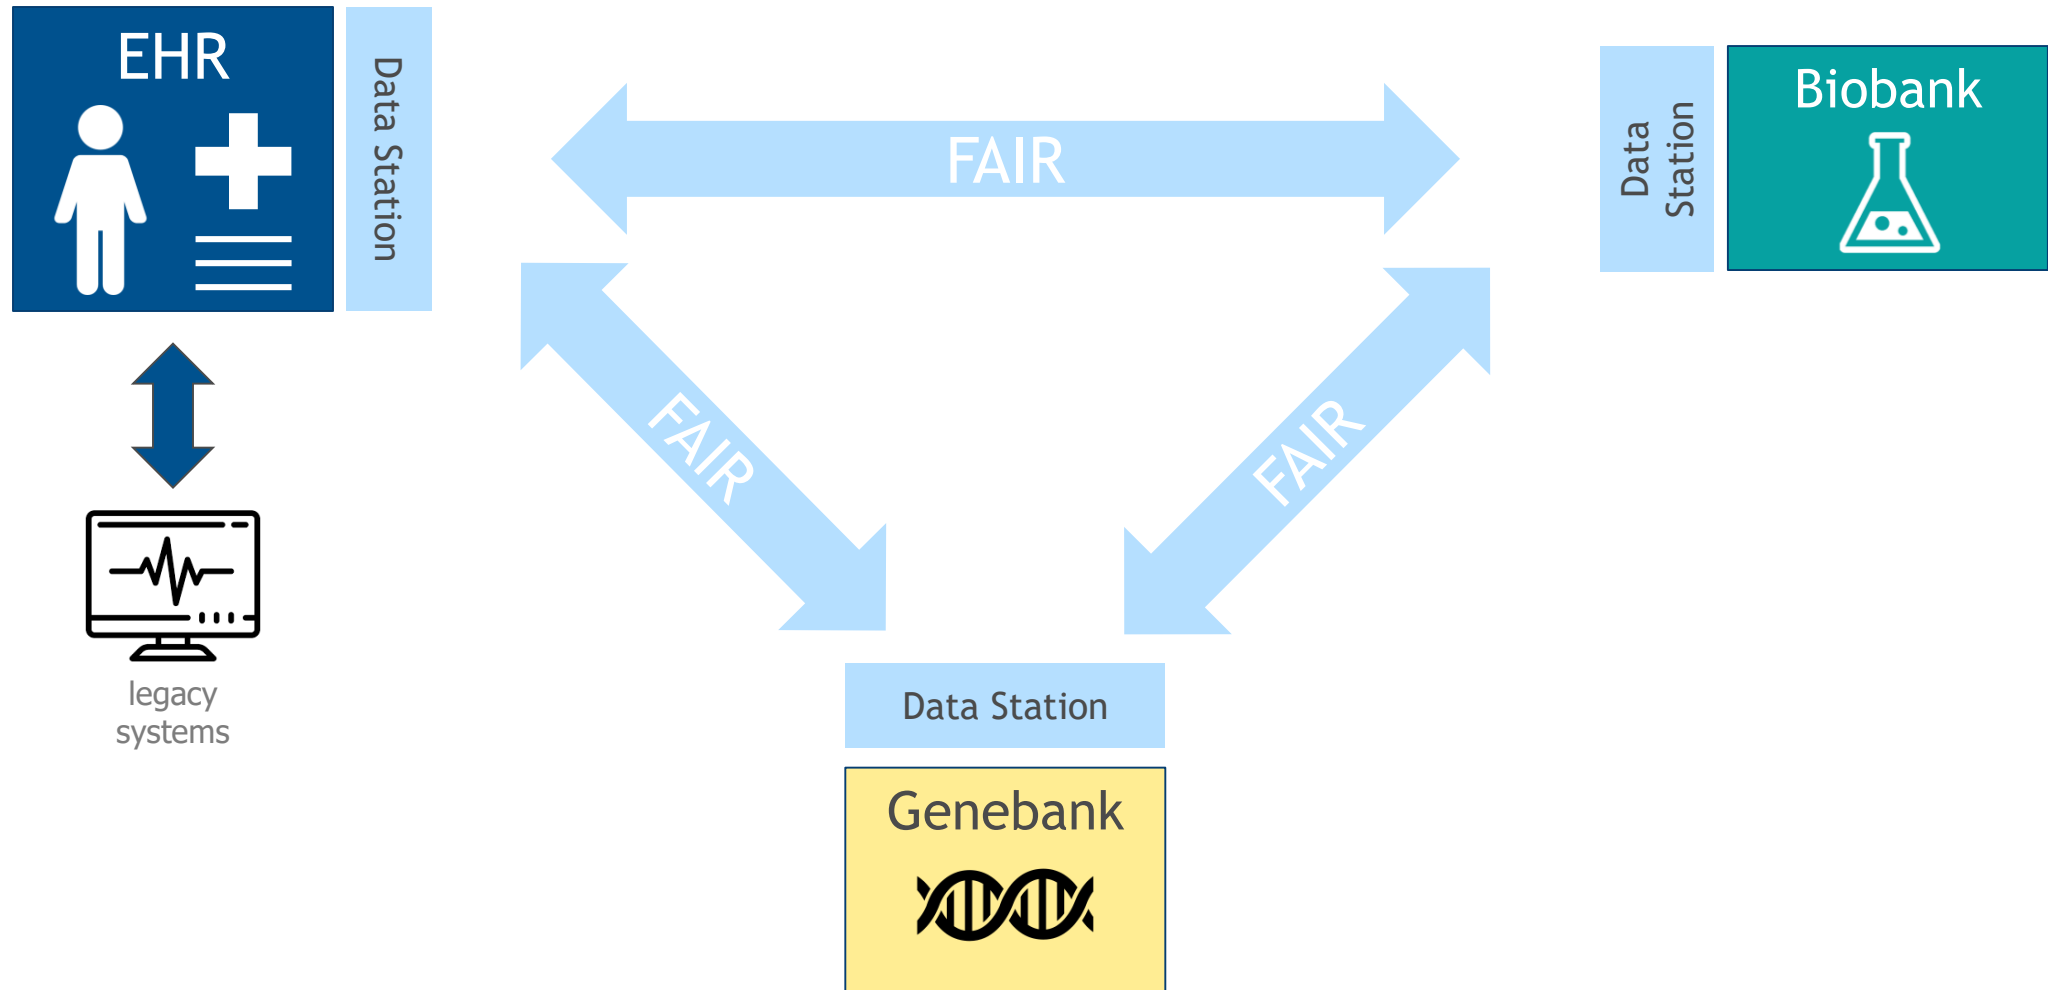 EHR
Data Station
FAIR
Data
Station
Biobank
FAIR
FAIR
legacy
systems
Data Station
Genebank